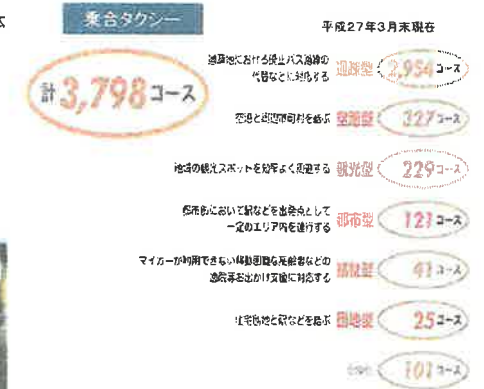 乗合タクシー
平成27年3月末現在
計3,798コース
過疎地における廃止バス路線の
代替などに対応する
過疎型 2,954コース
空港と周辺市町村を結ぶ 空港型 327コース
地域の観光スポットを効率よく周遊する 観光型 229コース
都市部において駅などを出発点として
一定のエリア内を運行する
都市型 121コース
マイカーが利用できない移動困難な高齢者などの
通院等お出かけ支援に対応する
福祉型 41コース
住宅団地と駅などを結ぶ 団地型 25コース
その他 101コース